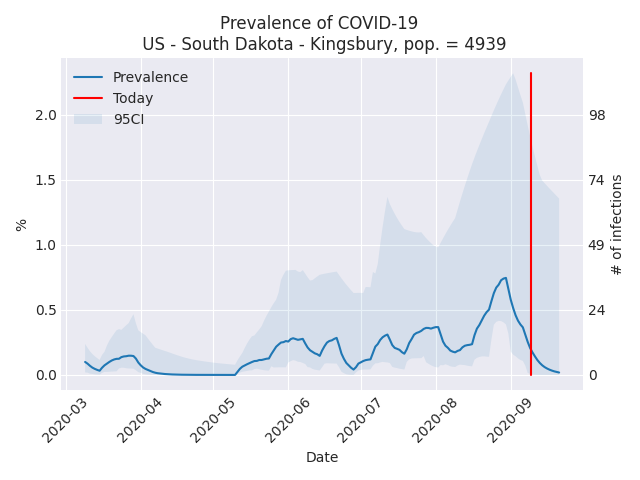 Prevalence of COVID-19
US - South Dakota - Kingsbury, pop. = 4939
Prevalence
Today
95CI
2.0
1.5
1.0
0.5
0.0
%
98
74
49
24
0
# of infections
2020-03
2020-04
2020-05
2020-06
2020-07
2020-08
2020-09
Date